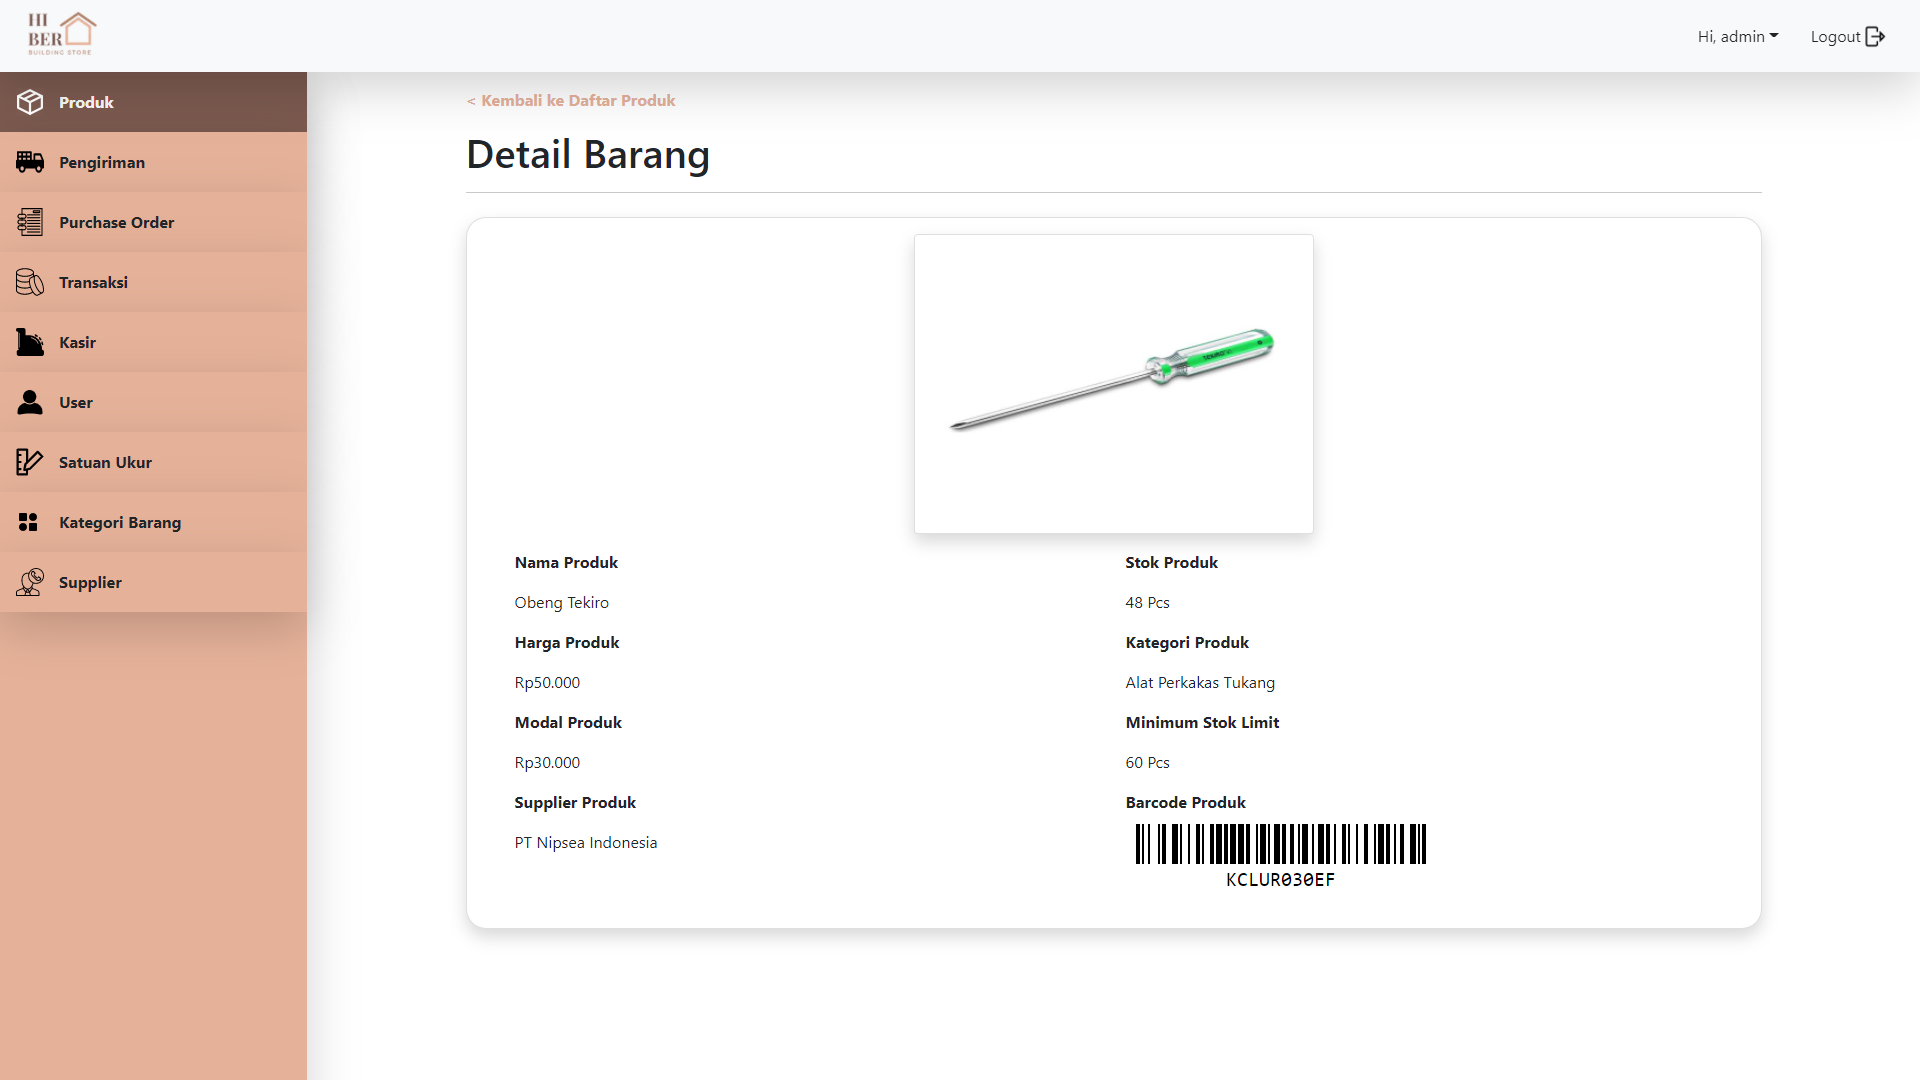 HI
BER
BUILDING STORE
Hi, admin
Logout
Produk
Pengiriman
Purchase Order
Transaksi
Kasir
User
Satuan Ukur
Kategori Barang
Supplier
< Kembali ke Daftar Produk
Detail Barang
Nama Produk
Obeng Tekiro
Harga Produk
Rp50.000
Modal Produk
Rp30.000
Supplier Produk
PT Nipsea Indonesia
Stok Produk
48 Pcs
Kategori Produk
Alat Perkakas Tukang
Minimum Stok Limit
60 Pcs
Barcode Produk
KCLUR030EF